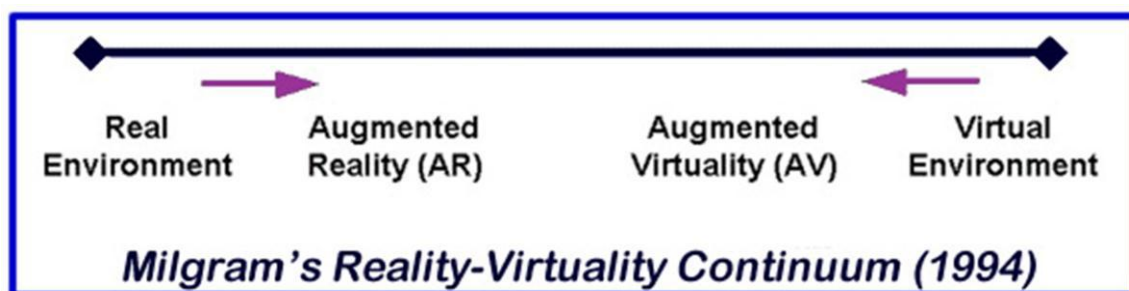 Real Environment
Augmented Reality (AR)
Augmented Virtuality (AV)
Virtual Environment
Milgram's Reality-Virtuality Continuum (1994)